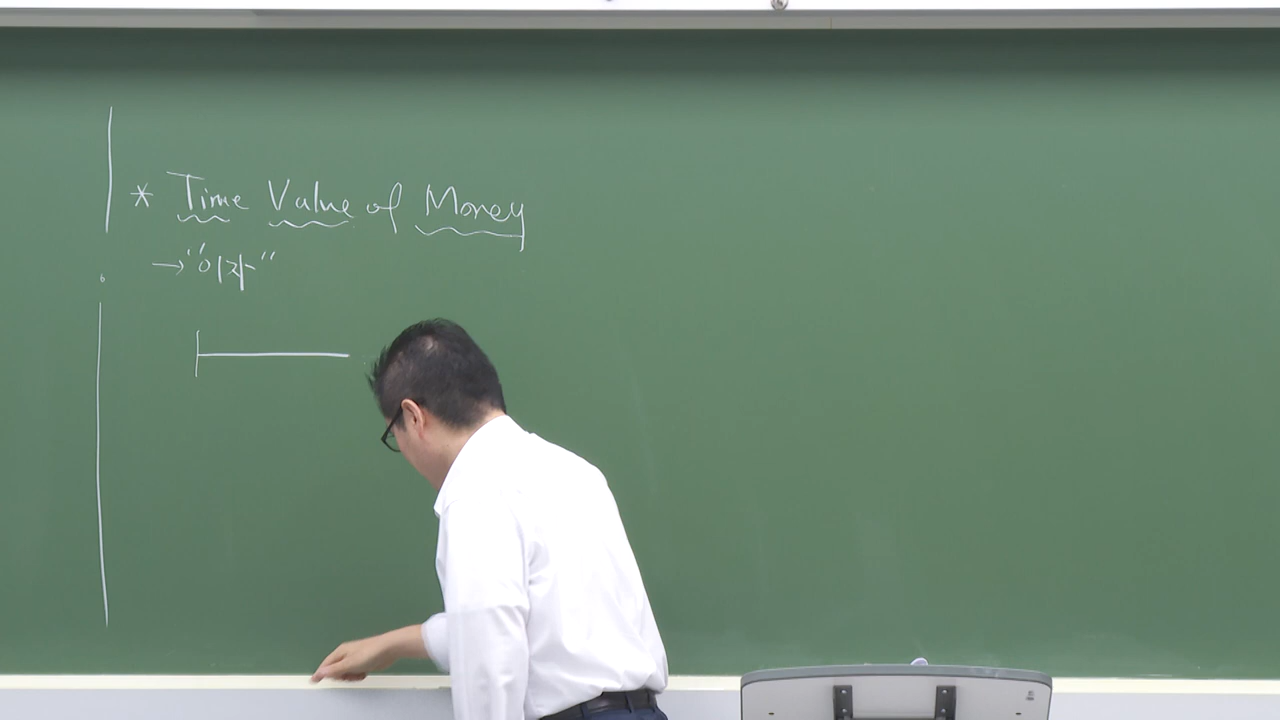 * Time Value of Money
→ "이자"